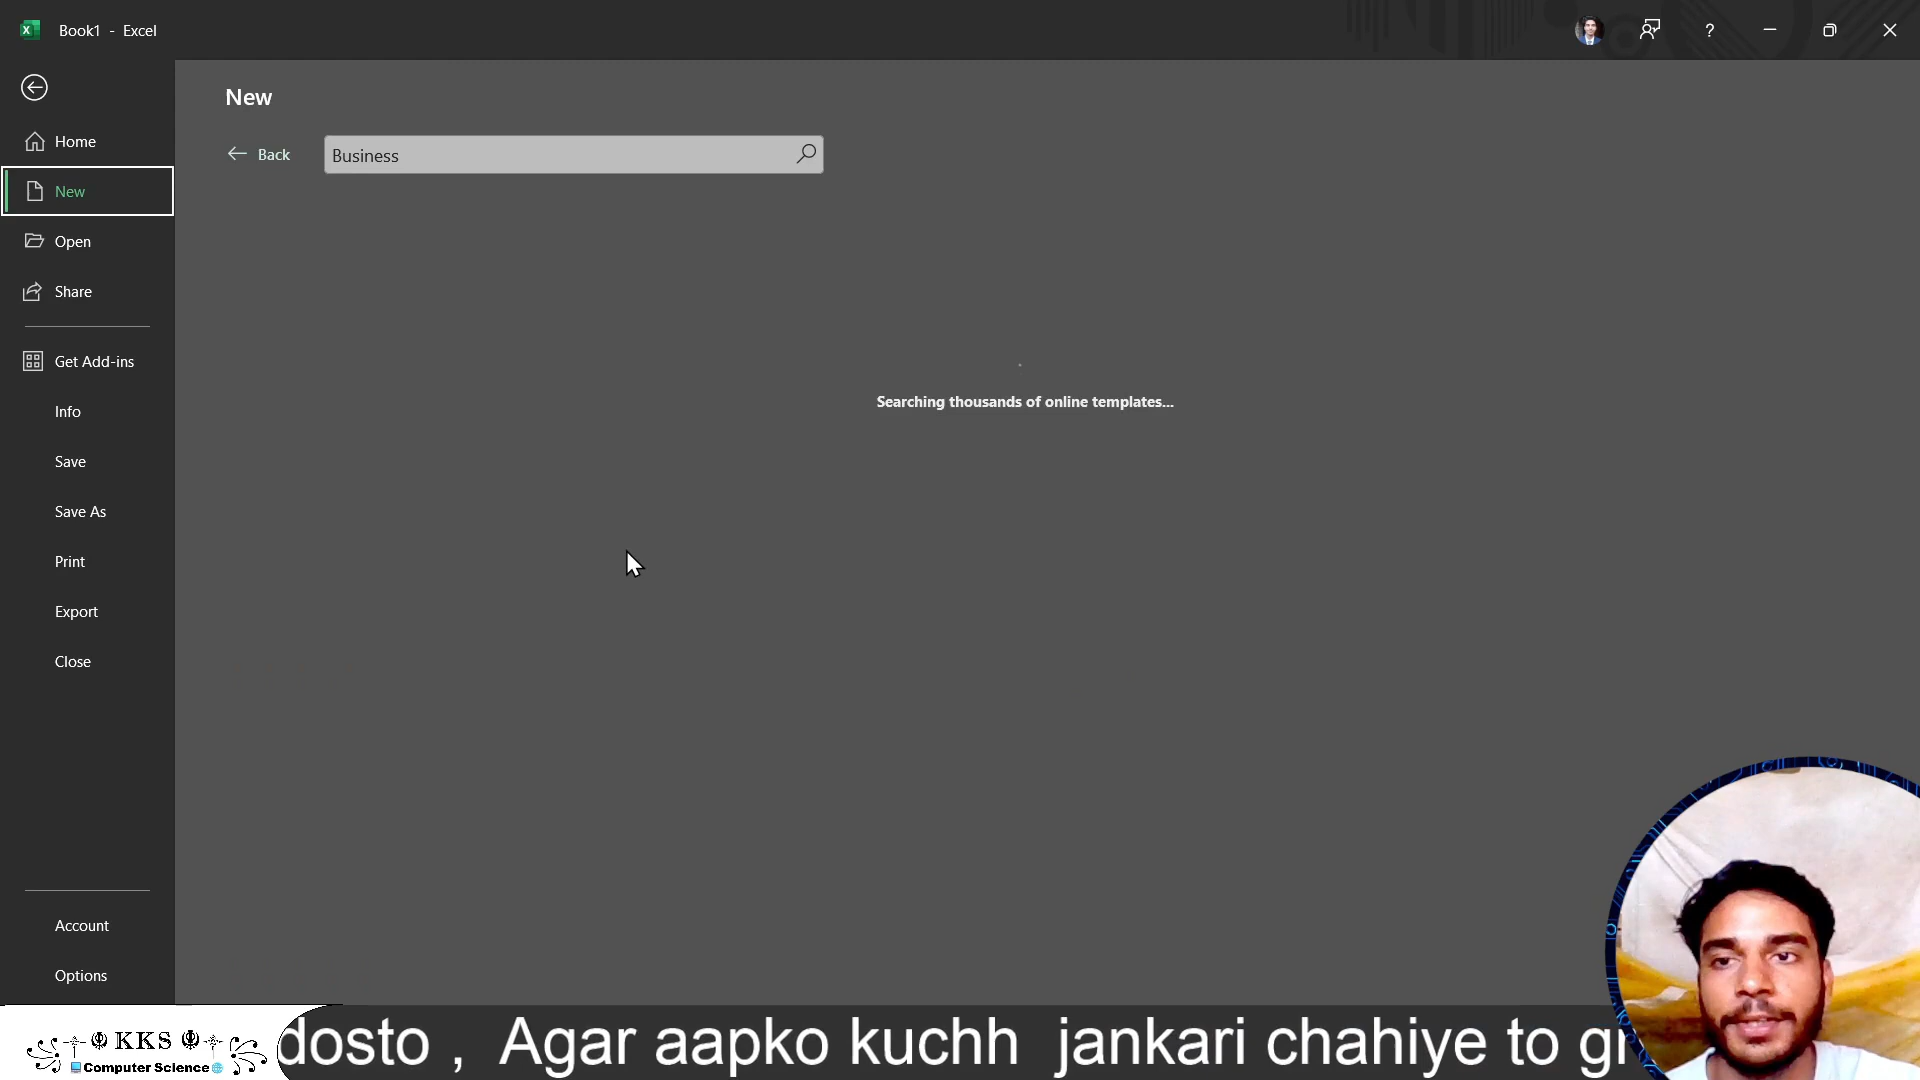 Book1 - Excel
New
Back
Business
Home
New
Open
Share
Get Add-ins
Info
Save
Save As
Print
Export
Close
Searching thousands of online templates...
Account
Options
KKS
Computer Science
dosto , Agar aapko kuchh jankari chahiye to